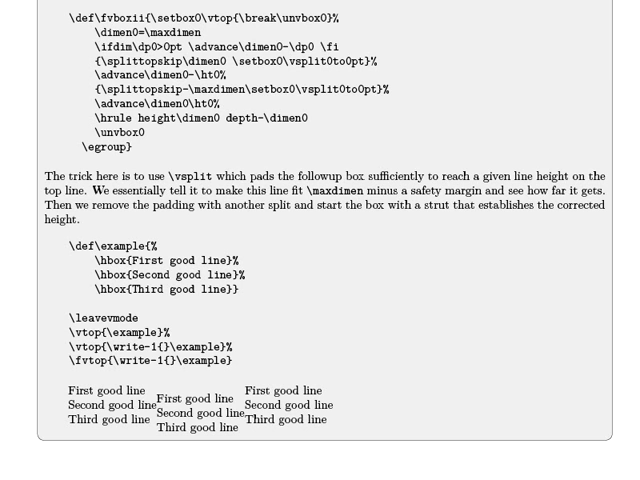 \def\fvboxii{\setbox0\vtop{\break\unvbox0}%
\dimen0=\maxdimen
\ifdim\dp0>0pt \advance\dimen0-\dp0 \fi
{\splittopskip\dimen0 \setbox0\vsplit0to0pt}%
\advance\dimen0-\ht0%
{\splittopskip-\maxdimen\setbox0\vsplit0to0pt}%
\advance\dimen0\ht0%
\hrule height\dimen0 depth-\dimen0
\unvbox0
\egroup}
The trick here is to use \vsplit which pads the followup box sufficiently to reach a given line height on the
top line. We essentially tell it to make this line fit \maxdimen minus a safety margin and see how far it gets.
Then we remove the padding with another split and start the box with a strut that establishes the corrected
height.
\def\example{%
\hbox{First good line}%
\hbox{Second good line}%
\hbox{Third good line}}
\leavevmode
\vtop{\example}%
\vtop{\write-1{}\example}%
\fvtop{\write-1{}\example}
First good line
Second good line
Third good line
First good line
Second good line
Third good line
First good line
Second good line
Third good line